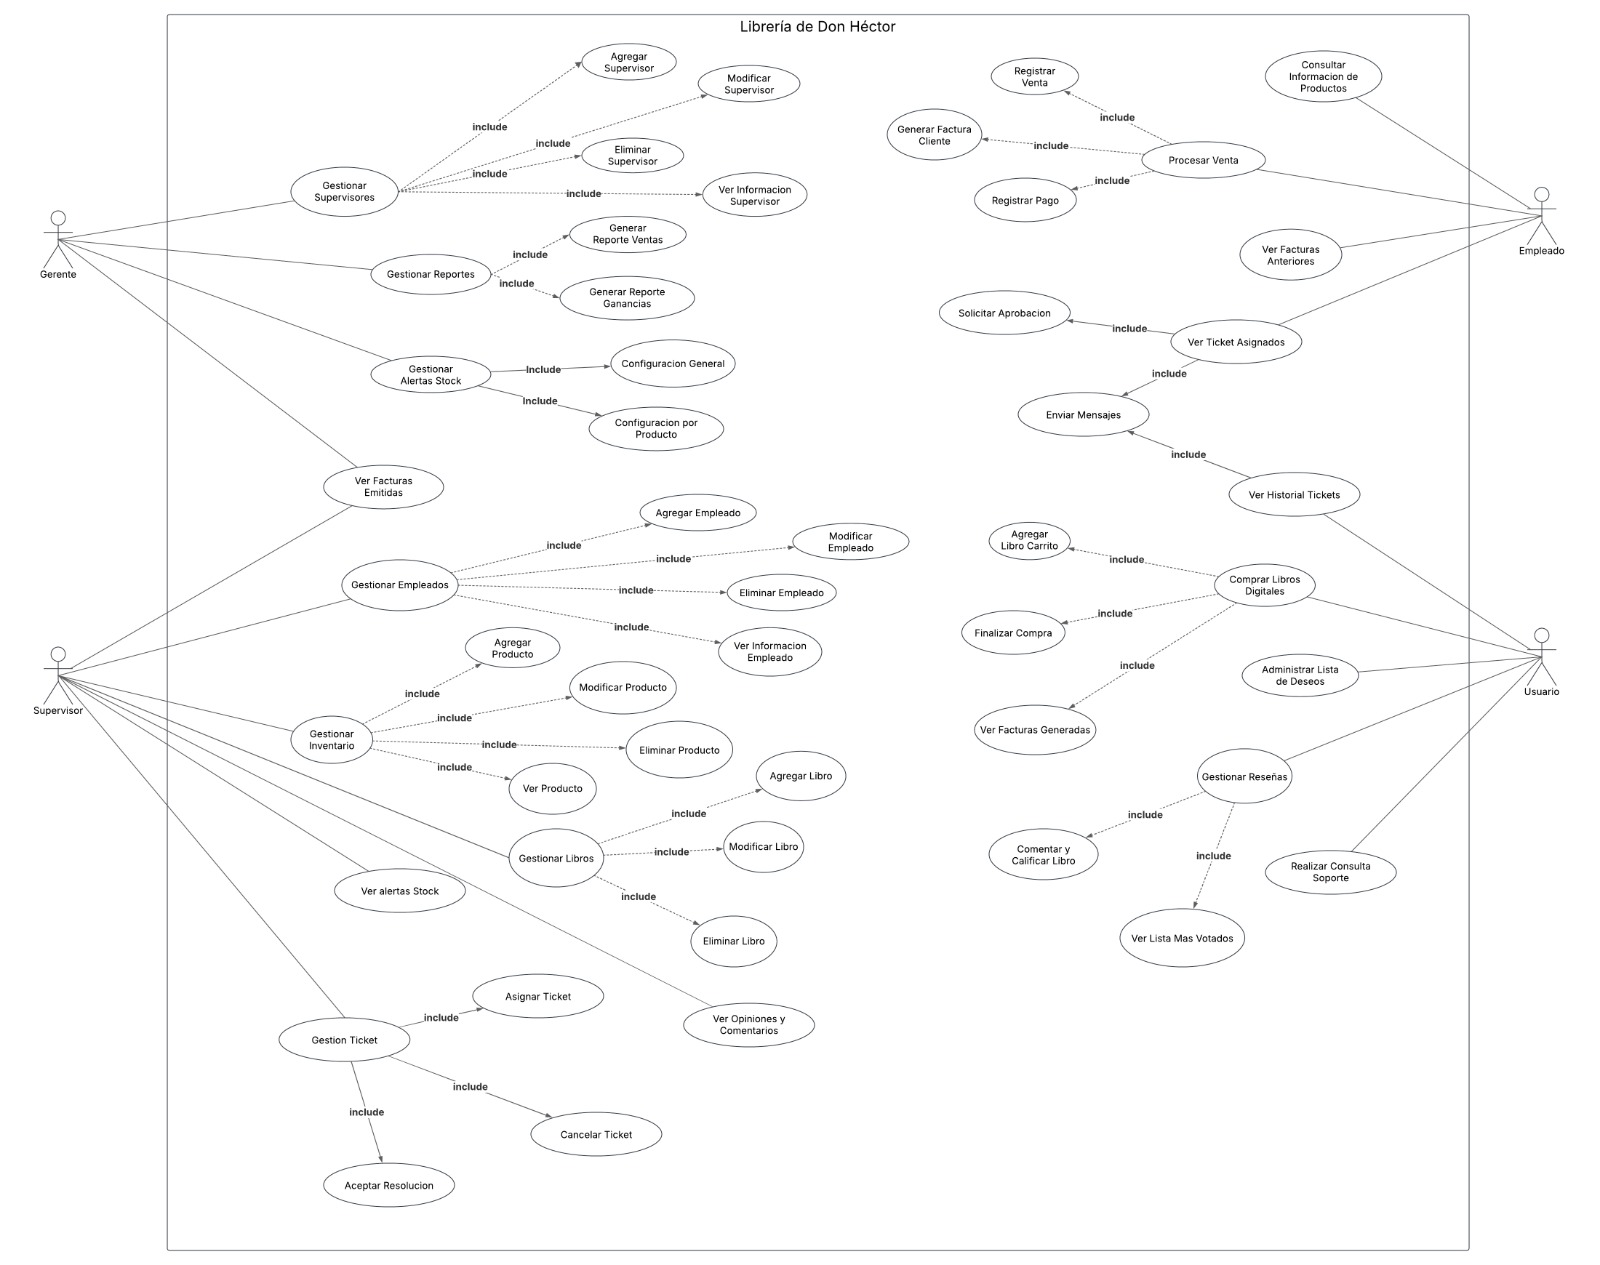 Librería de Don Héctor
Agregar
Supervisor
Modificar
Supervisor
include
include
Eliminar
Supervisor
include
Gestionar
Supervisores
include
Ver Informacion
Supervisor
Gerente
Generar
Reporte Ventas
include
Gestionar Reportes
include
Generar Reporte
Ganancias
Gestionar
Alertas Stock
include
Configuracion General
include
Configuracion por
Producto
Ver Facturas
Emitidas
Agregar Empleado
include
Modificar
Empleado
include
Gestionar Empleados
include
Eliminar Empleado
include
Ver Informacion
Empleado
Supervisor
Agregar
Producto
include
Modificar Producto
include
Gestionar
Inventario
include
Eliminar Producto
include
Ver Producto
Agregar Libro
include
Gestionar Libros
include
Modificar Libro
include
Eliminar Libro
Ver alertas Stock
Ver Opiniones y
Comentarios
Asignar Ticket
include
Gestion Ticket
include
Cancelar Ticket
include
Aceptar Resolucion
Registrar
Venta
include
Generar Factura
Cliente
include
Procesar Venta
include
Registrar Pago
Consultar
Informacion de
Productos
Empleado
Ver Facturas
Anteriores
Solicitar Aprobacion
include
Ver Ticket Asignados
include
Enviar Mensajes
include
Ver Historial Tickets
Agregar
Libro Carrito
include
Comprar Libros
Digitales
include
Finalizar Compra
include
Ver Facturas Generadas
Administrar Lista
de Deseos
Usuario
Gestionar Reseñas
include
Comentar y
Calificar Libro
include
Ver Lista Mas Votados
Realizar Consulta
Soporte